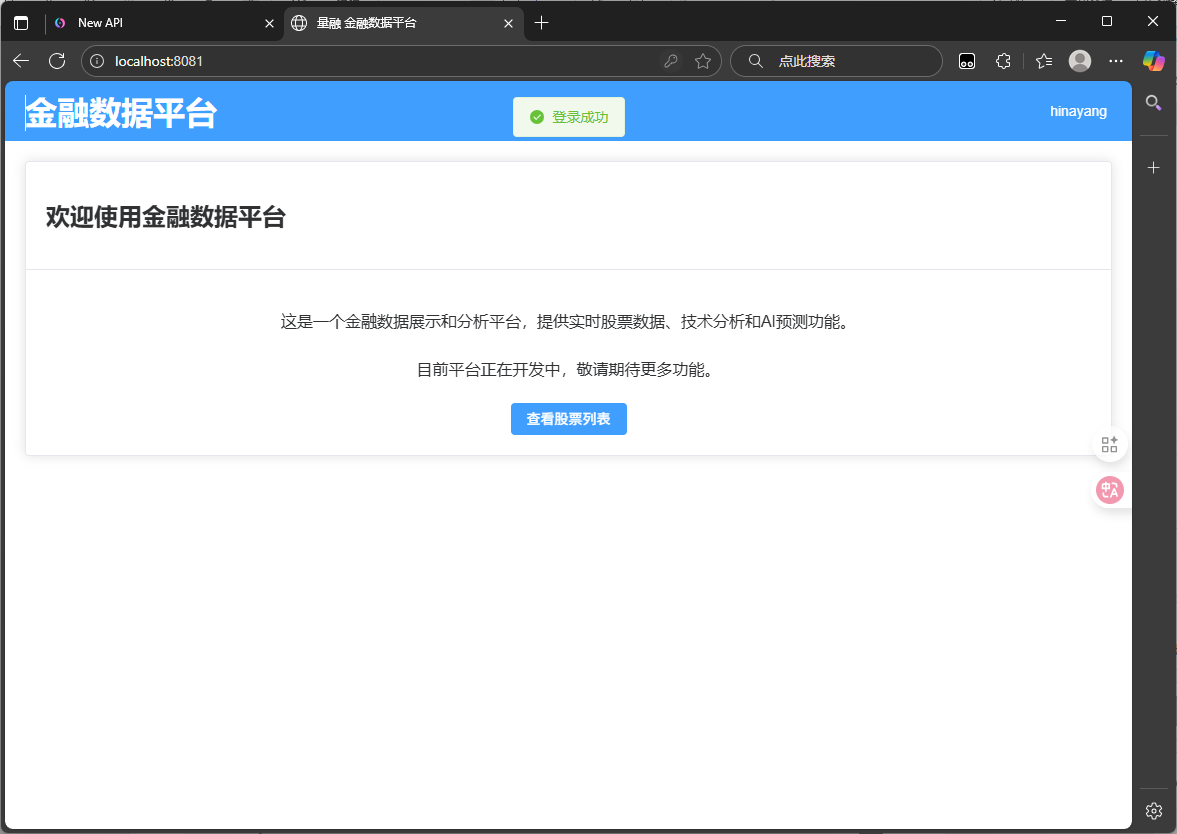 New API
量融 金融数据平台
localhost:8081
点此搜索
金融数据平台
登录成功
hinayang
欢迎使用金融数据平台
这是一个金融数据展示和分析平台，提供实时股票数据、技术分析和AI预测功能。
目前平台正在开发中，敬请期待更多功能。
查看股票列表